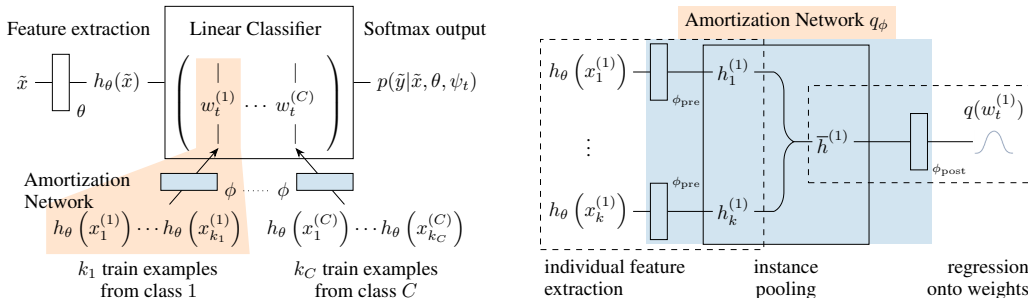 Feature extraction
Linear Classifier
Softmax output
x̃
θ
h_θ(x̃)
w_t^{(1)} ⋯ w_t^{(C)}
p(ỹ|x̃, θ, ψ_t)
Amortization
Network
ϕ ⋯⋯ ϕ
h_θ(x_1^{(1)}) ⋯ h_θ(x_{k_1}^{(1)})
h_θ(x_1^{(C)}) ⋯ h_θ(x_{k_C}^{(C)})
k_1 train examples
from class 1
k_C train examples
from class C
Amortization Network q_ϕ
h_θ(x_1^{(1)})
ϕ_pre
h_1^{(1)}
⋮
h̅^{(1)}
ϕ_post
q(w_t^{(1)})
h_θ(x_k^{(1)})
ϕ_pre
h_k^{(1)}
individual feature
extraction
instance
pooling
regression
onto weights